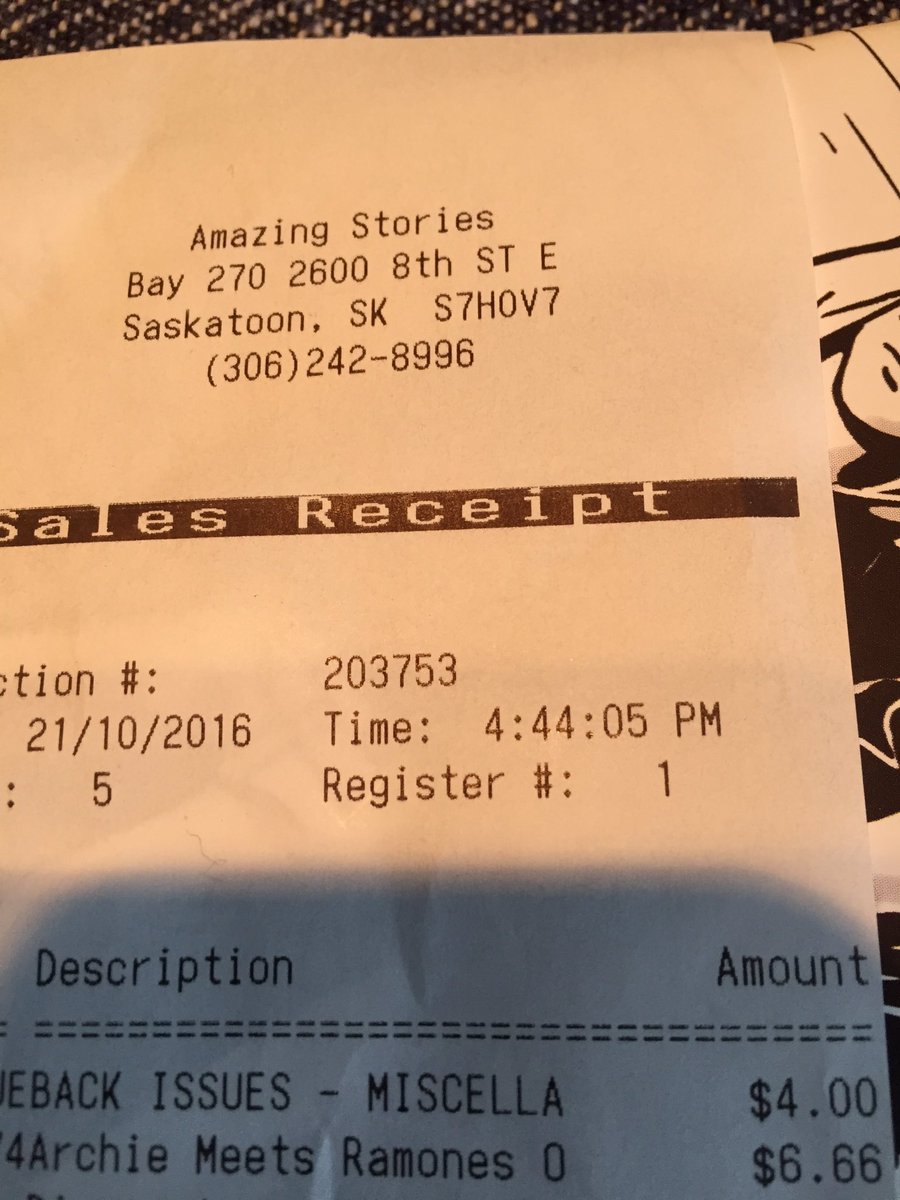 Amazing Stories
Bay 270 2600 8th ST E
Saskatoon, SK S7H0V7
(306)242-8996
Sales Receipt
ction #: 203753
21/10/2016 Time: 4:44:05 PM
: 5 Register #: 1
Description Amount
EBACK ISSUES - MISCELLA $4.00
4Archie Meets Ramones 0 $6.66